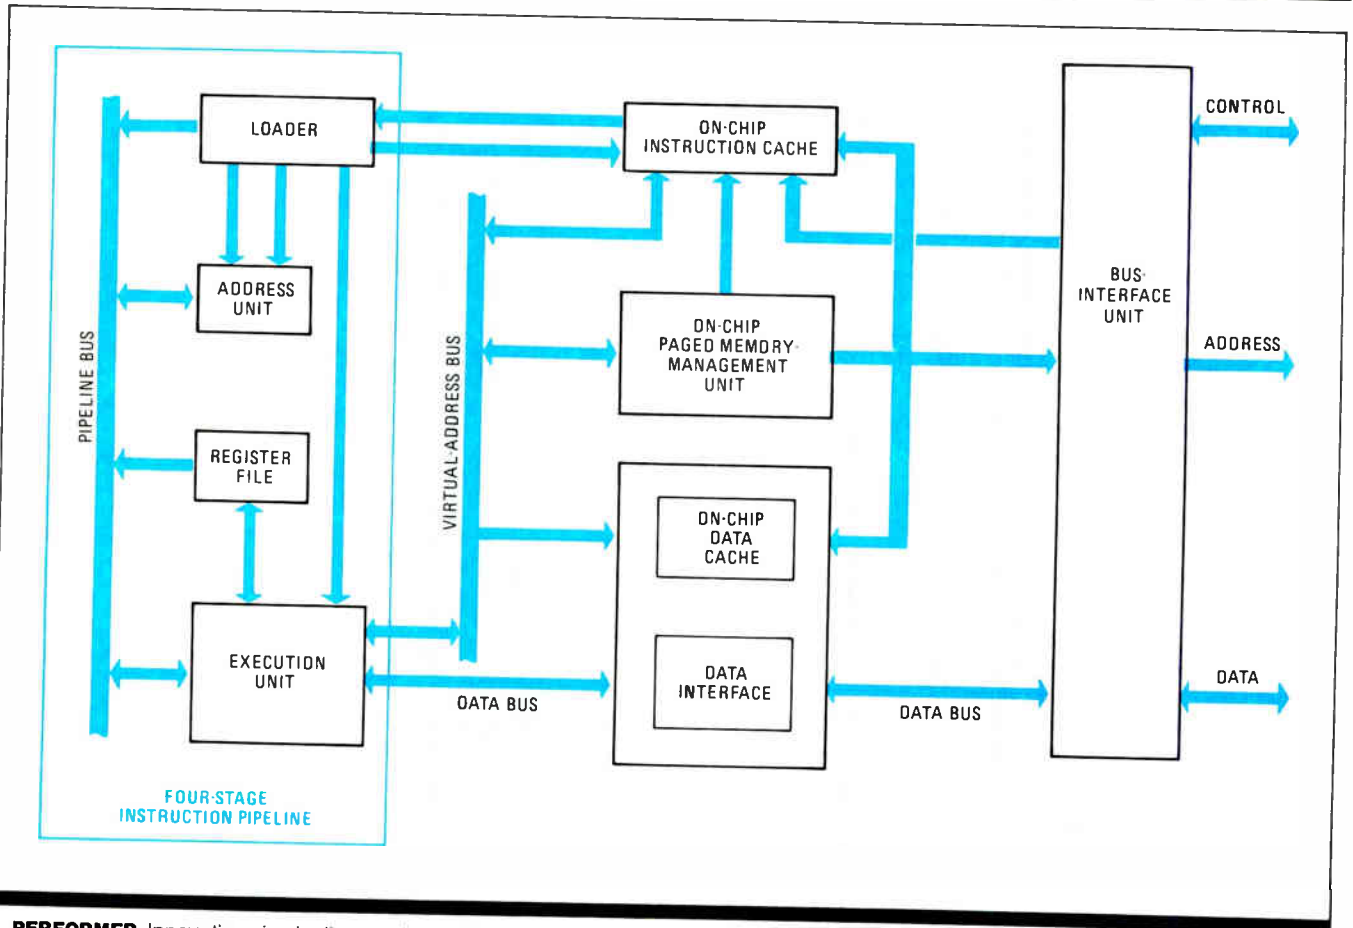 LOADER
ON-CHIP
INSTRUCTION CACHE
CONTROL
ADDRESS
UNIT
BUS-
INTERFACE
UNIT
PIPELINE BUS
VIRTUAL-ADDRESS BUS
ON-CHIP
PAGED MEMORY-
MANAGEMENT
UNIT
ADDRESS
REGISTER
FILE
ON-CHIP
DATA
CACHE
EXECUTION
UNIT
DATA
INTERFACE
DATA
DATA BUS
DATA BUS
FOUR-STAGE
INSTRUCTION PIPELINE
PERFORMER